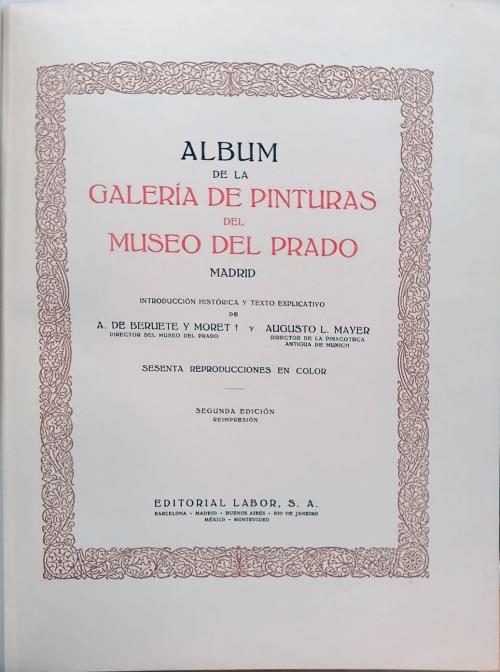 ALBUM
DE LA
GALERÍA DE PINTURAS
DEL
MUSEO DEL PRADO
MADRID
INTRODUCCIÓN HISTÓRICA Y TEXTO EXPLICATIVO
DE
A. DE BERUETE Y MORET † Y AUGUSTO L. MAYER
DIRECTOR DEL MUSEO DEL PRADO DIRECTOR DE LA PINACOTECA
ANTIGUA DE MUNICH
SESENTA REPRODUCCIONES EN COLOR
SEGUNDA EDICIÓN
REIMPRESIÓN
EDITORIAL LABOR, S. A.
BARCELONA - MADRID - BUENOS AIRES - RIO DE JANEIRO
MÉXICO - MONTEVIDEO